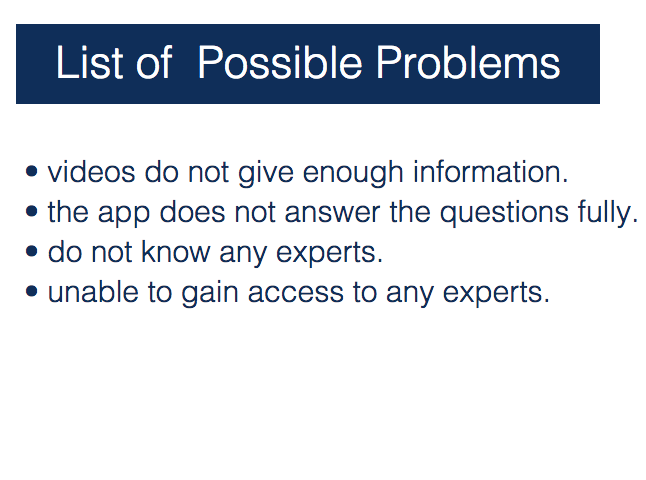 List of  Possible Problems
• videos do not give enough information.
• the app does not answer the questions fully.
• do not know any experts.
• unable to gain access to any experts.